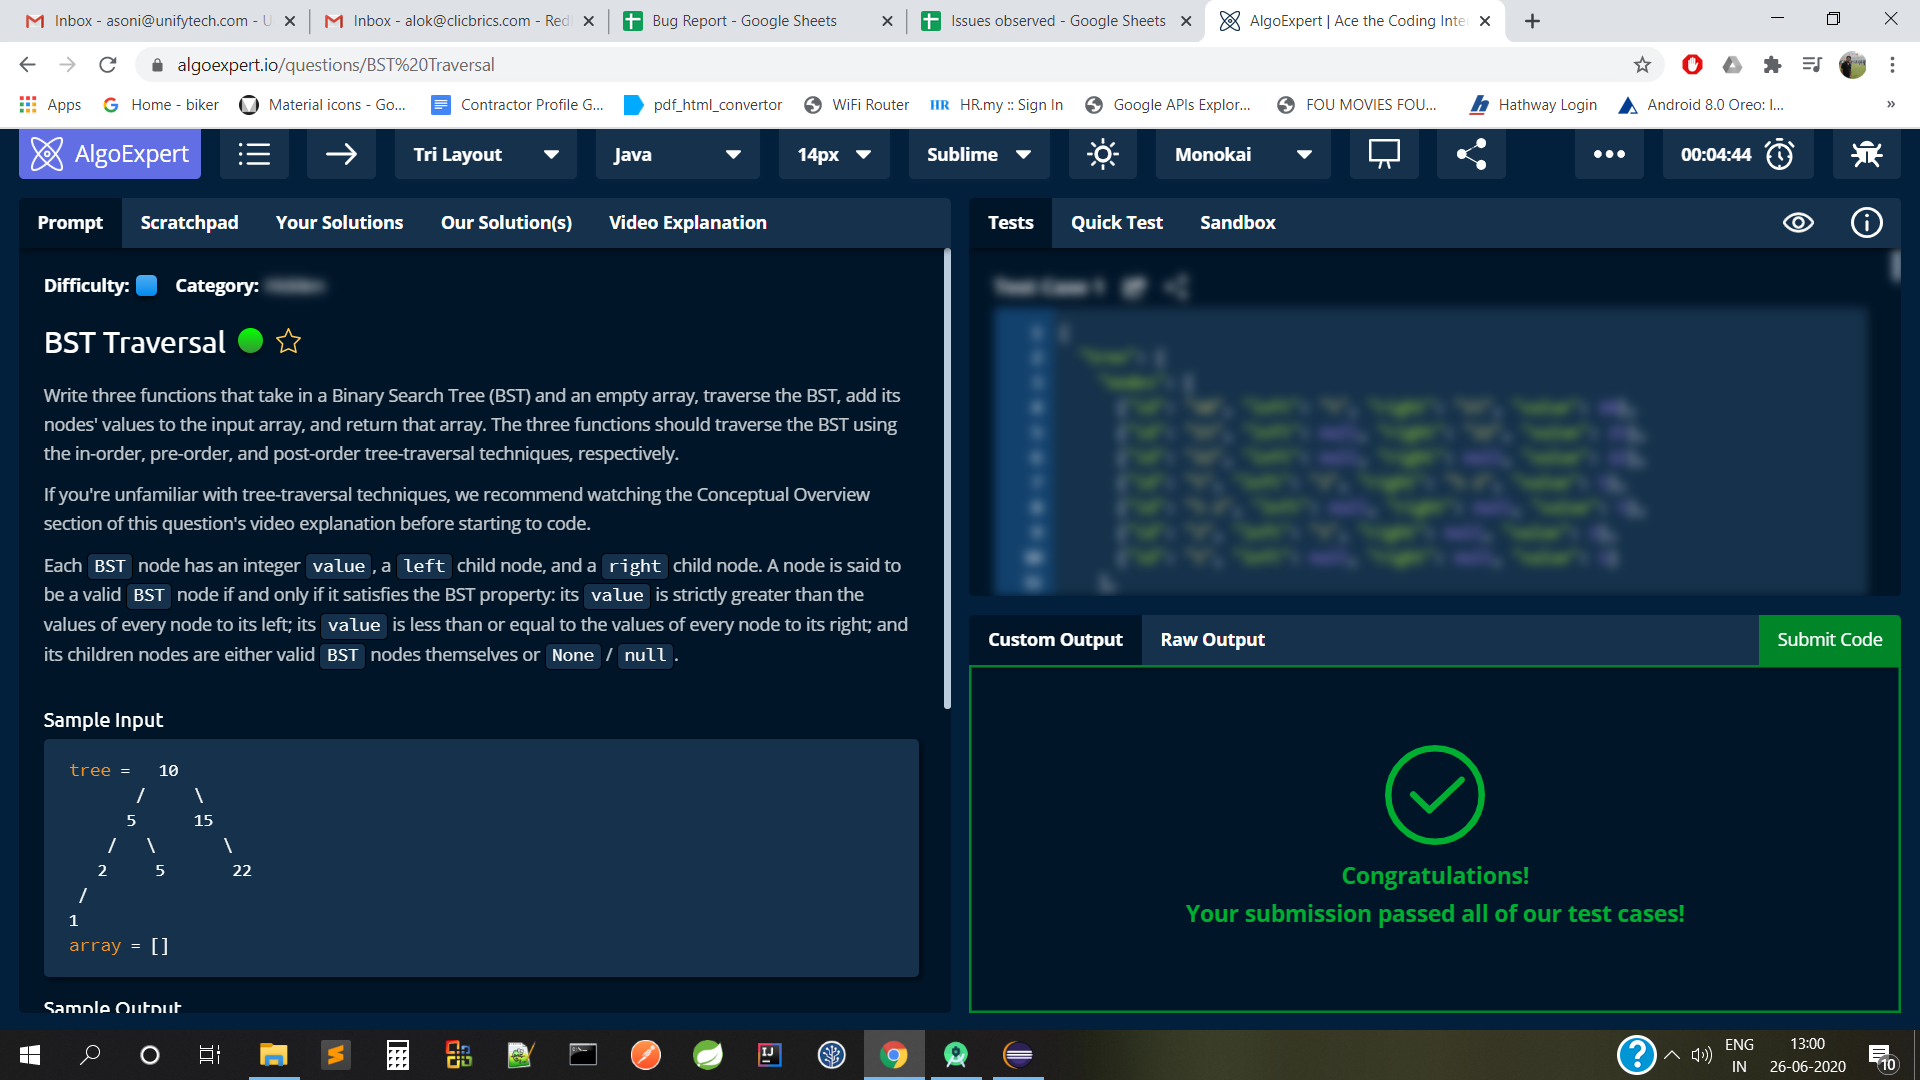 Inbox - asoni@unifytech.com - U
Inbox - alok@clicbrics.com - Redi
Bug Report - Google Sheets
Issues observed - Google Sheets
AlgoExpert | Ace the Coding Inte
algoexpert.io/questions/BST%20Traversal
Apps
Home - biker
Material icons - Go...
Contractor Profile G...
pdf_html_convertor
WiFi Router
HR HR.my :: Sign In
Google APIs Explor...
FOU MOVIES FOU...
Hathway Login
Android 8.0 Oreo: I...
»
AlgoExpert
Tri Layout
Java
14px
Sublime
Monokai
00:04:44
Prompt
Scratchpad
Your Solutions
Our Solution(s)
Video Explanation
Tests
Quick Test
Sandbox
Difficulty:
Category:
BST Traversal
Write three functions that take in a Binary Search Tree (BST) and an empty array, traverse the BST, add its
nodes' values to the input array, and return that array. The three functions should traverse the BST using
the in-order, pre-order, and post-order tree-traversal techniques, respectively.
If you're unfamiliar with tree-traversal techniques, we recommend watching the Conceptual Overview
section of this question's video explanation before starting to code.
Each BST node has an integer value, a left child node, and a right child node. A node is said to
be a valid BST node if and only if it satisfies the BST property: its value is strictly greater than the
values of every node to its left; its value is less than or equal to the values of every node to its right; and
its children nodes are either valid BST nodes themselves or None / null.
Sample Input
tree = 10
/ \
5 15
/ \ \
2 5 22
/
1
array = []
Sample Output
Custom Output
Raw Output
Submit Code
Congratulations!
Your submission passed all of our test cases!
ENG
IN
13:00
26-06-2020
10